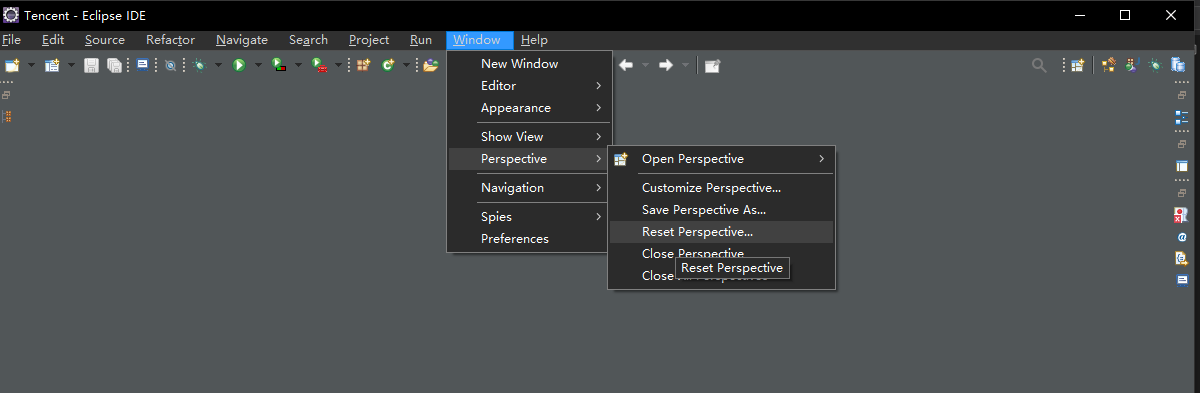 Tencent - Eclipse IDE
File Edit Source Refactor Navigate Search Project Run Window Help
New Window
Editor
Appearance
Show View
Perspective
Navigation
Spies
Preferences
Open Perspective
Customize Perspective...
Save Perspective As...
Reset Perspective...
Close Perspective
Reset Perspective
Close